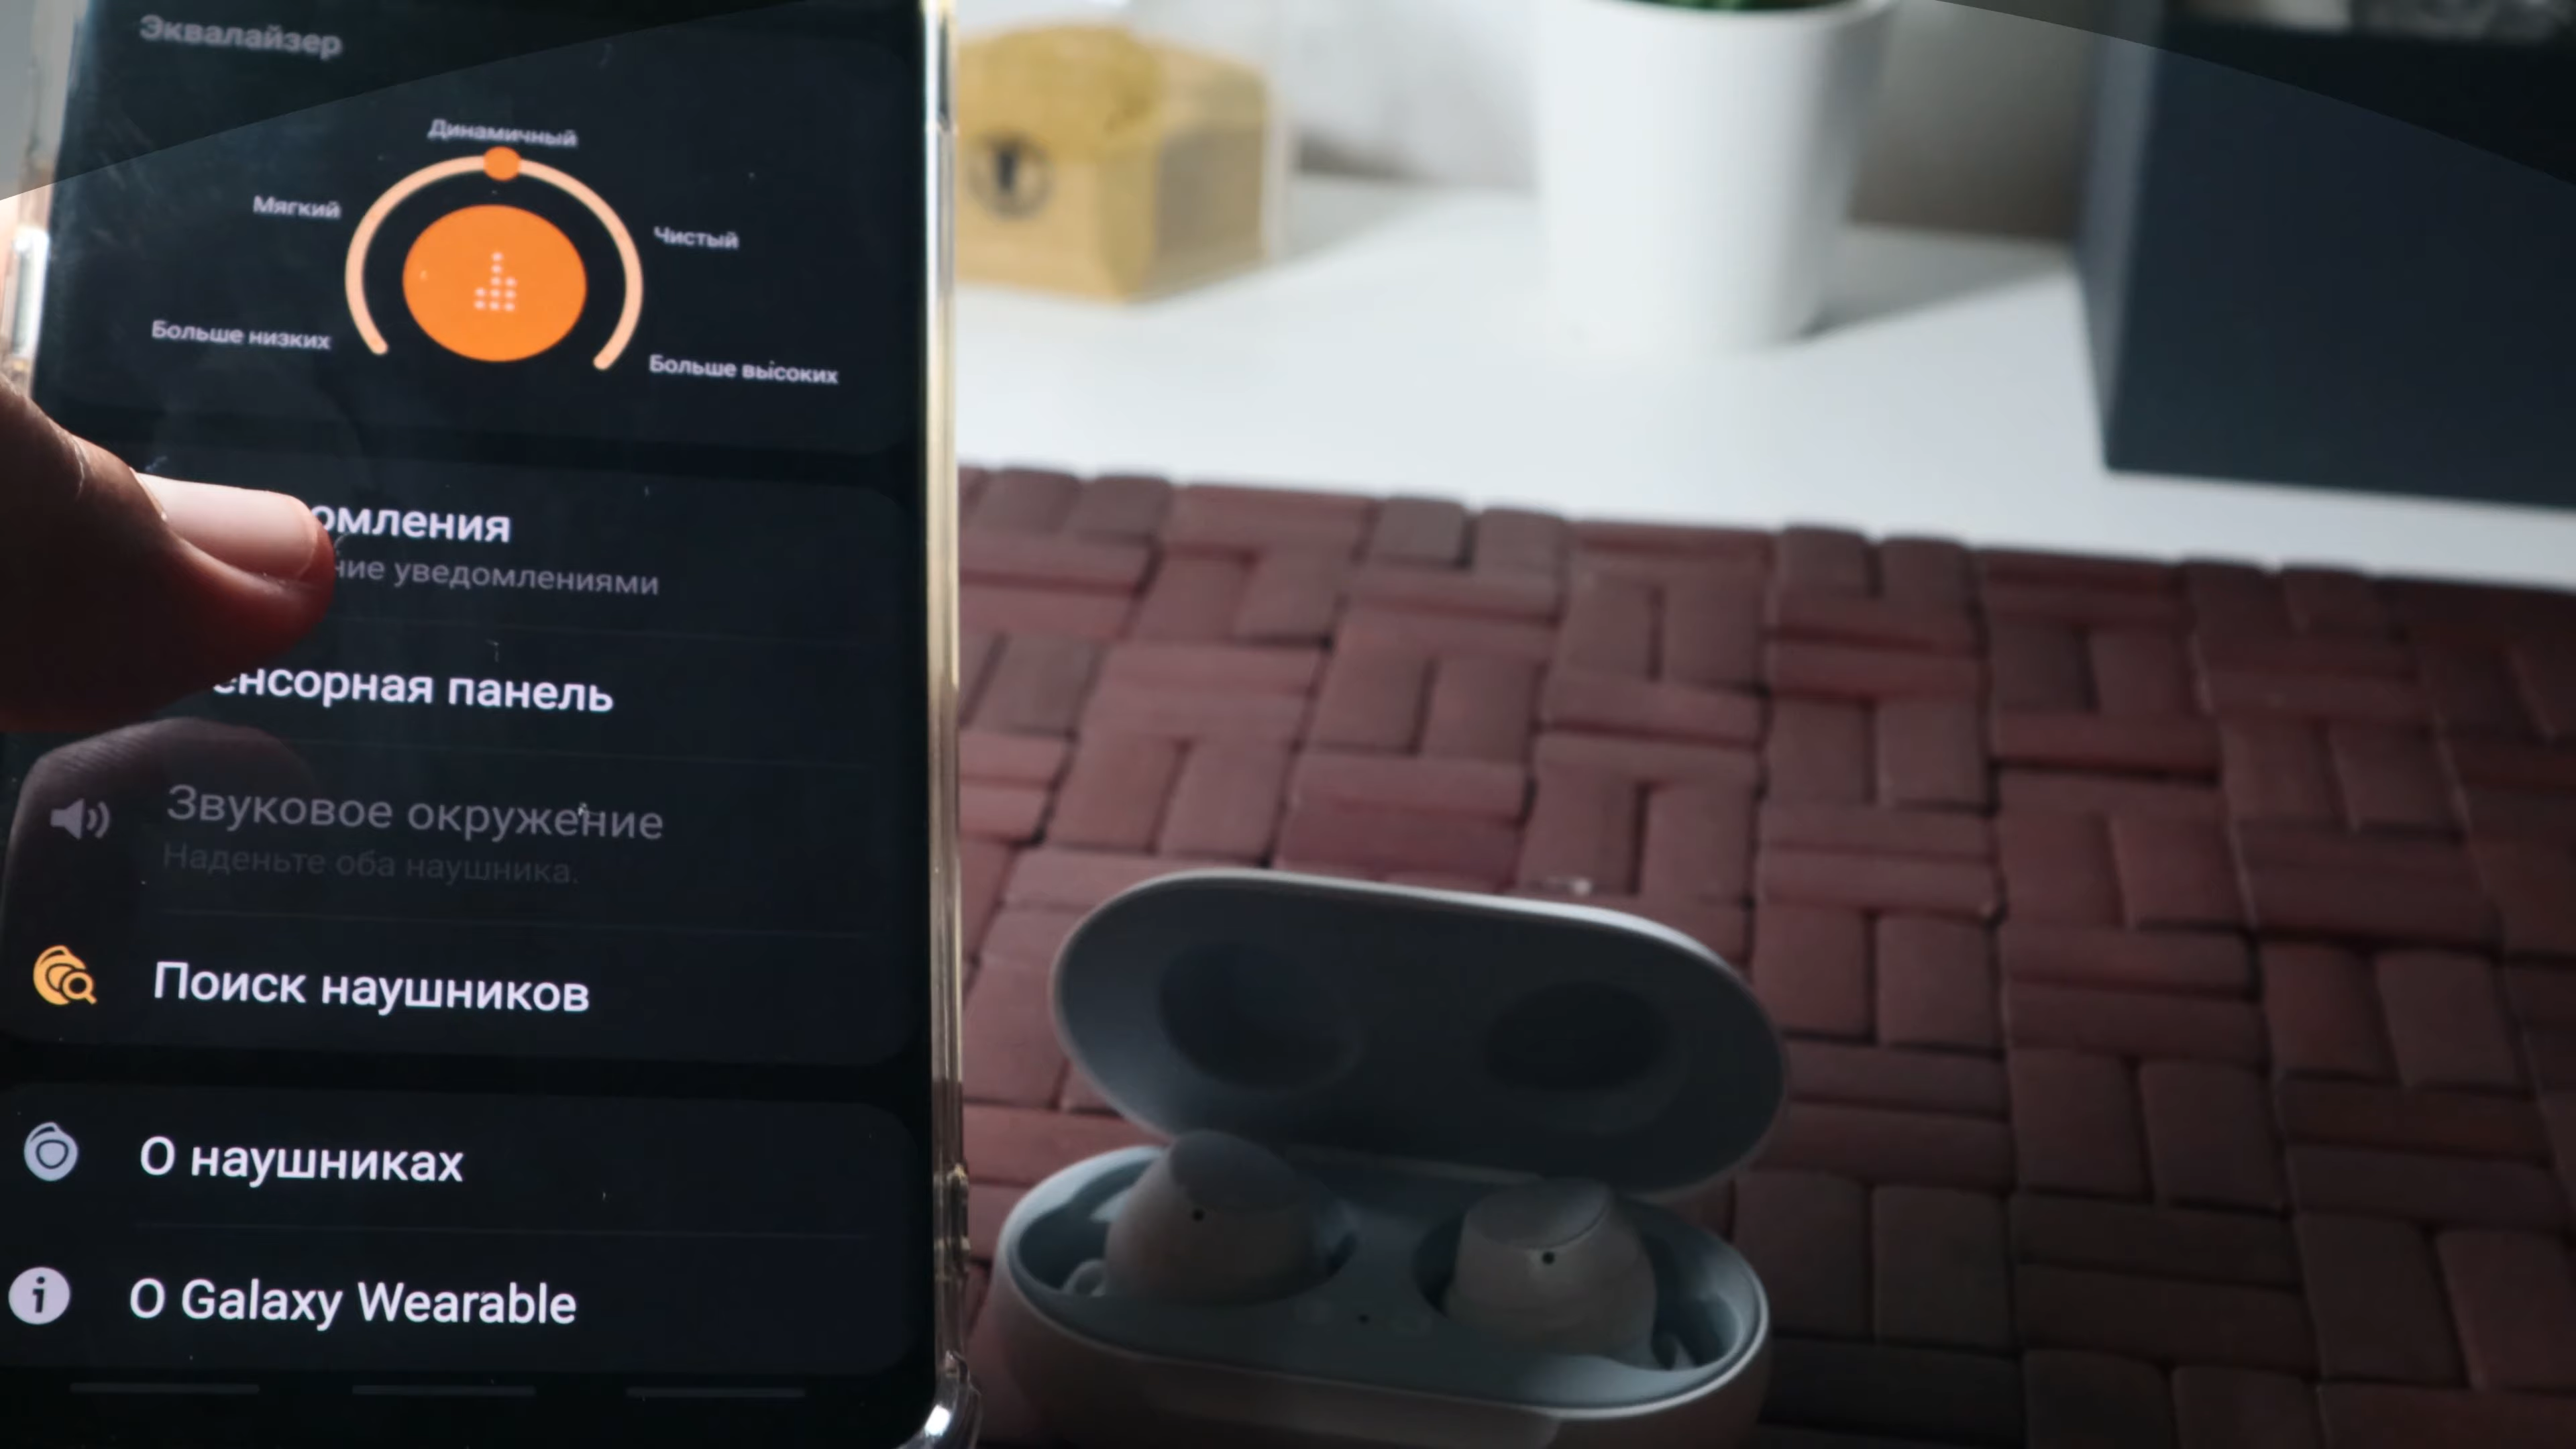 Эквалайзер
Динамичный
Мягкий
Чистый
Больше низких
Больше высоких
омления
ние уведомлениями
енсорная панель
Звуковое окружение
Наденьте оба наушника.
Поиск наушников
О наушниках
О Galaxy Wearable